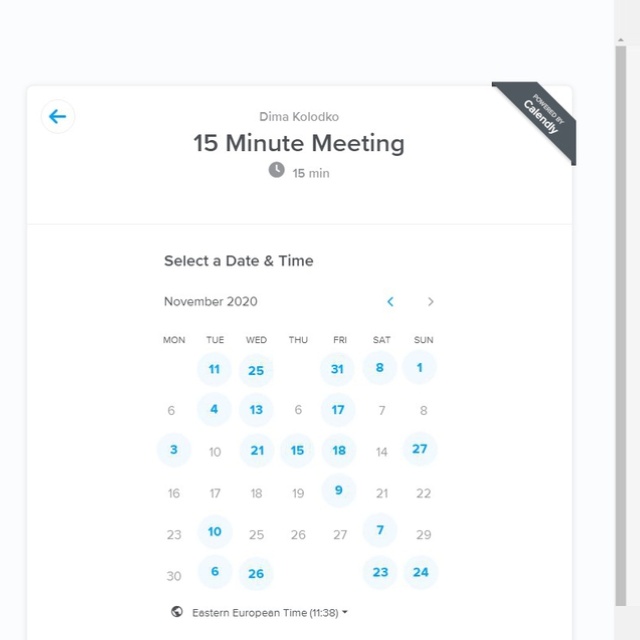 POWERED BY
Calendly
Dima Kolodko
15 Minute Meeting
15 min
Select a Date & Time
November 2020
MON TUE WED THU FRI SAT SUN
11 25 31 8 1
6 4 13 6 17 7 8
3 10 21 15 18 14 27
16 17 18 19 9 21 22
23 10 25 26 27 7 29
30 6 26 23 24
Eastern European Time (11:38)